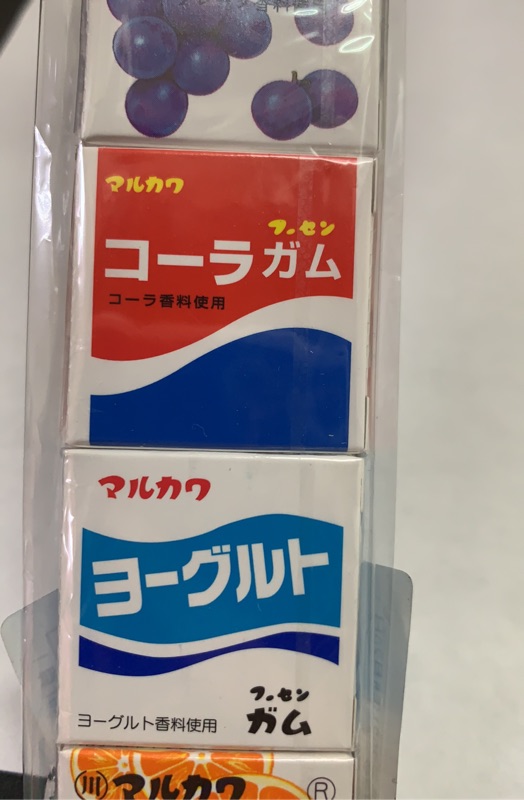 マルカワ
フーセン
コーラガム
コーラ香料使用
マルカワ
ヨーグルト
ヨーグルト香料使用
フーセン
ガム
川 マルカワ ®